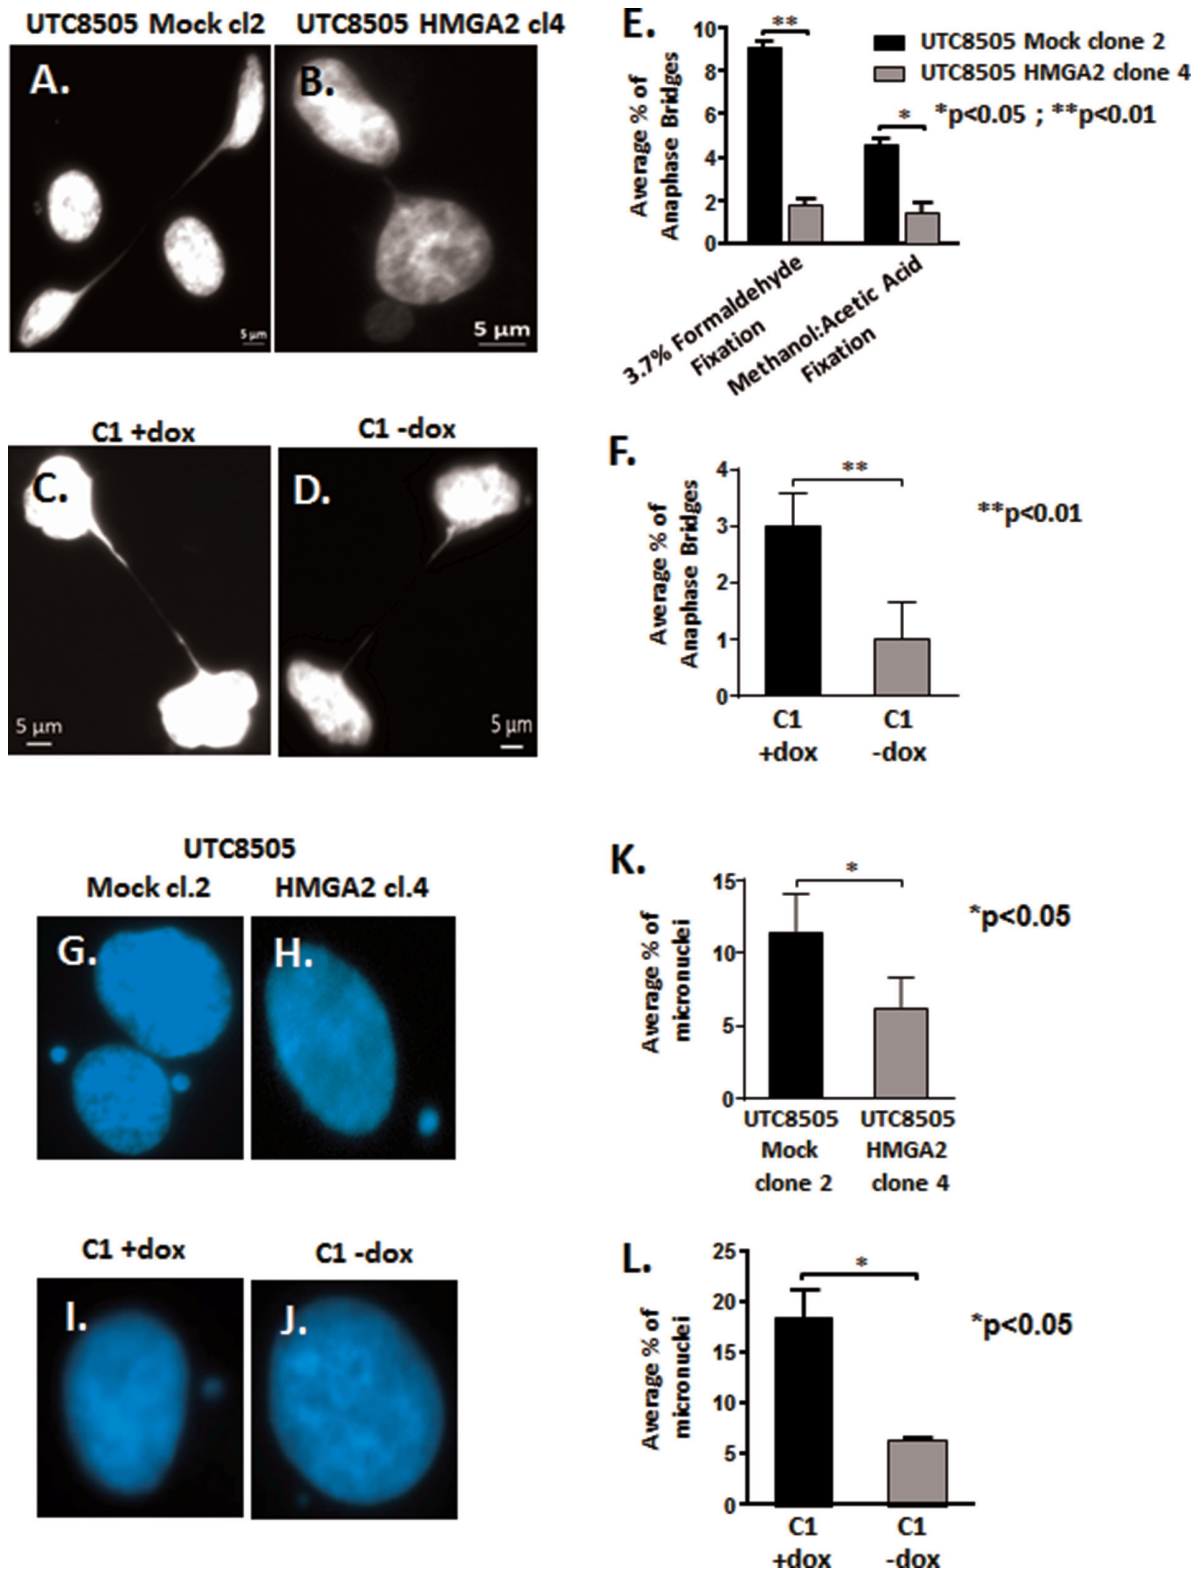 UTC8505 Mock cl2
UTC8505 HMGA2 cl4
A.
5 μm
B.
5 μm
E.
Average % of
Anaphase Bridges
10
8
6
4
2
0
**
*
UTC8505 Mock clone 2
UTC8505 HMGA2 clone 4
*p<0.05 ; **p<0.01
3.7% Formaldehyde
Fixation
Methanol:Acetic Acid
Fixation
C1 +dox
C1 -dox
C.
5 μm
D.
5 μm
F.
Average % of
Anaphase Bridges
4
3
2
1
0
**
**p<0.01
C1
+dox
C1
-dox
UTC8505
Mock cl.2
HMGA2 cl.4
G.
H.
K.
Average % of
micronuclei
15
10
5
0
*
*p<0.05
UTC8505
Mock
clone 2
UTC8505
HMGA2
clone 4
C1 +dox
C1 -dox
I.
J.
L.
Average % of
micronuclei
25
20
15
10
5
0
*
*p<0.05
C1
+dox
C1
-dox